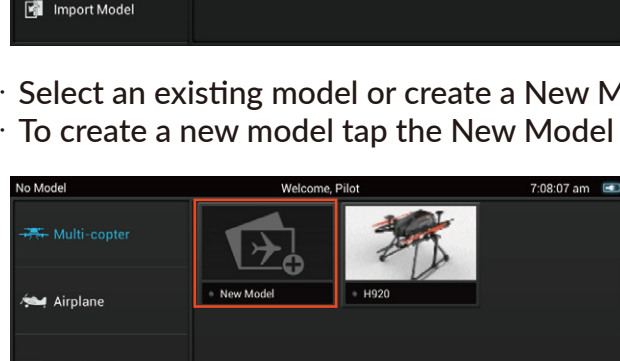 Import Model
· Select an existing model or create a New M
· To create a new model tap the New Model
No Model Welcome, Pilot 7:08:07 am
Multi-copter
New Model H920
Airplane